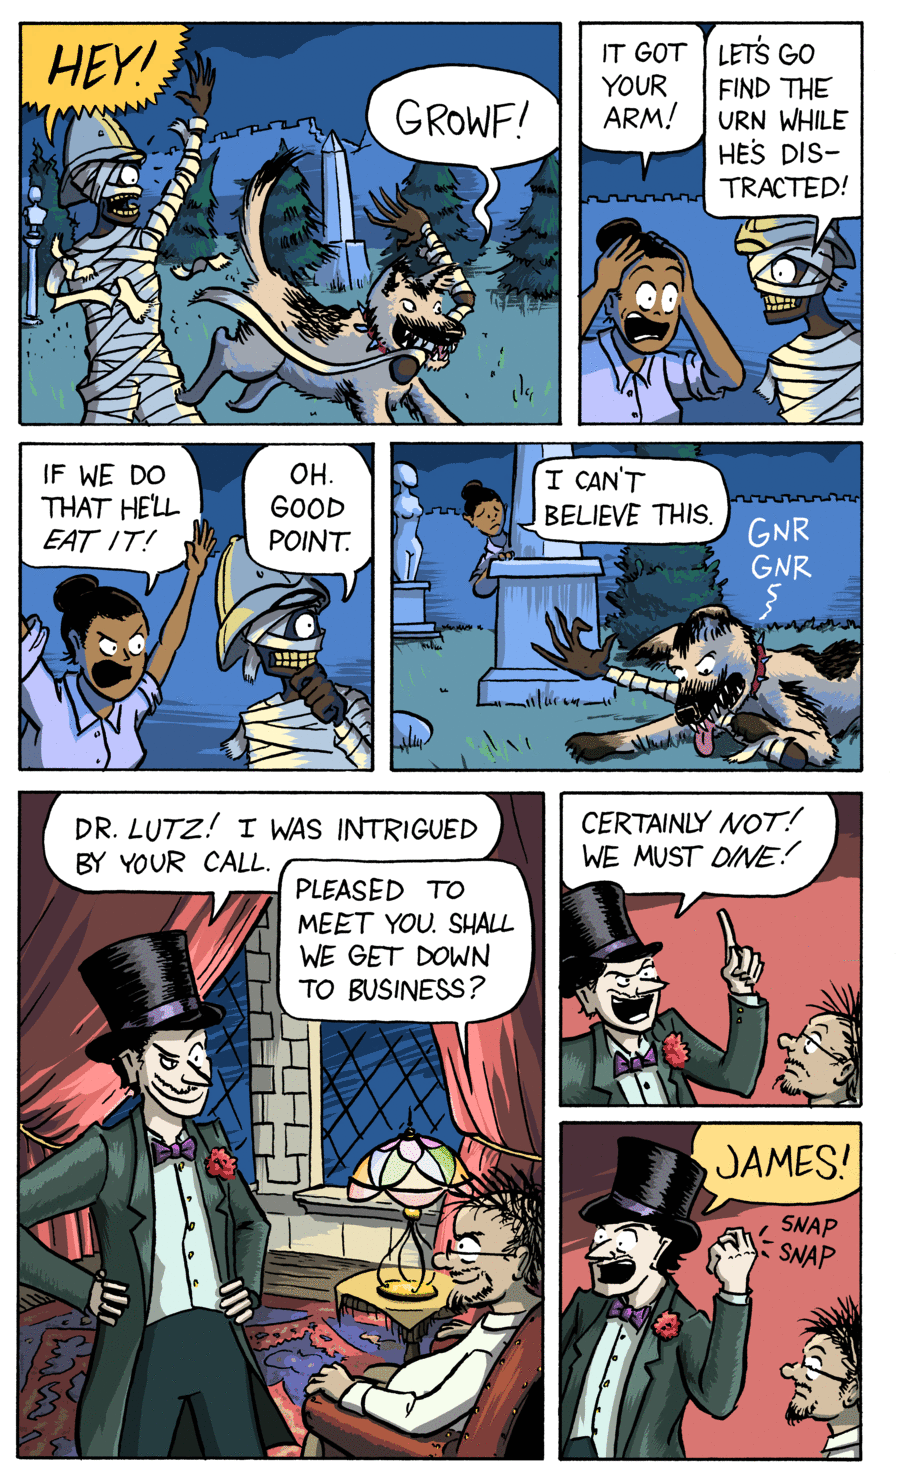 HEY!
GROWF!
IT GOT
YOUR
ARM!
LET'S GO
FIND THE
URN WHILE
HE'S DIS-
TRACTED!
IF WE DO
THAT HE'LL
EAT IT!
OH.
GOOD
POINT.
I CAN'T
BELIEVE THIS.
GNR
GNR
DR. LUTZ! I WAS INTRIGUED
BY YOUR CALL.
PLEASED TO
MEET YOU. SHALL
WE GET DOWN
TO BUSINESS?
CERTAINLY NOT!
WE MUST DINE!
JAMES!
SNAP
SNAP